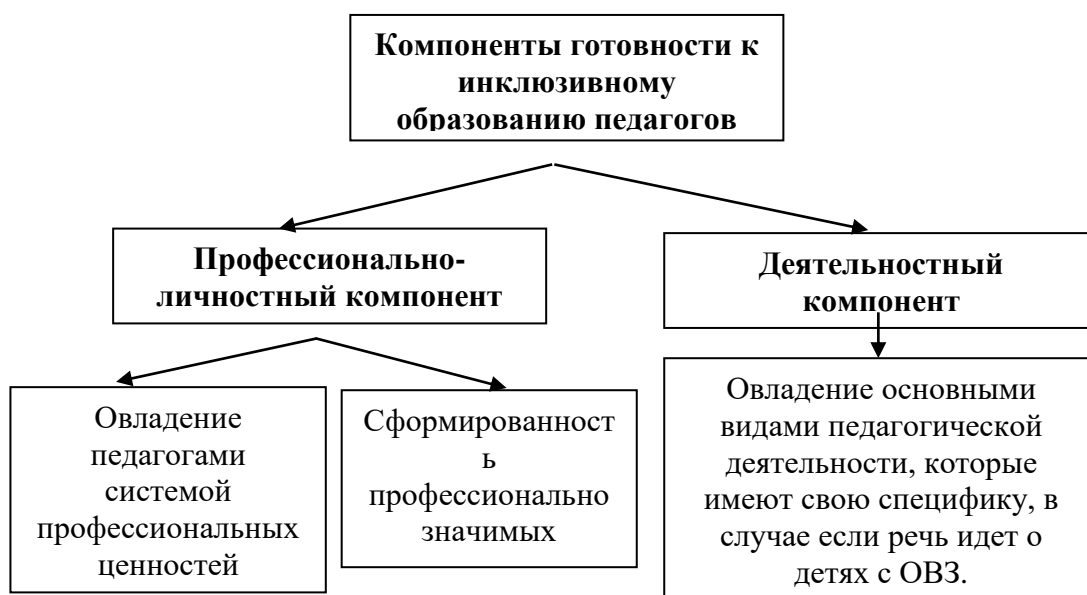 Компоненты готовности к
инклюзивному
образованию педагогов
Профессионально-
личностный компонент
Деятельностный
компонент
Овладение
педагогами
системой
профессиональных
ценностей
Сформированност
ь
профессионально
значимых
Овладение основными
видами педагогической
деятельности, которые
имеют свою специфику, в
случае если речь идет о
детях с ОВЗ.